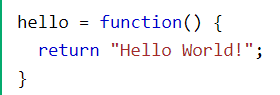 hello = function() {
  return "Hello World!";
}